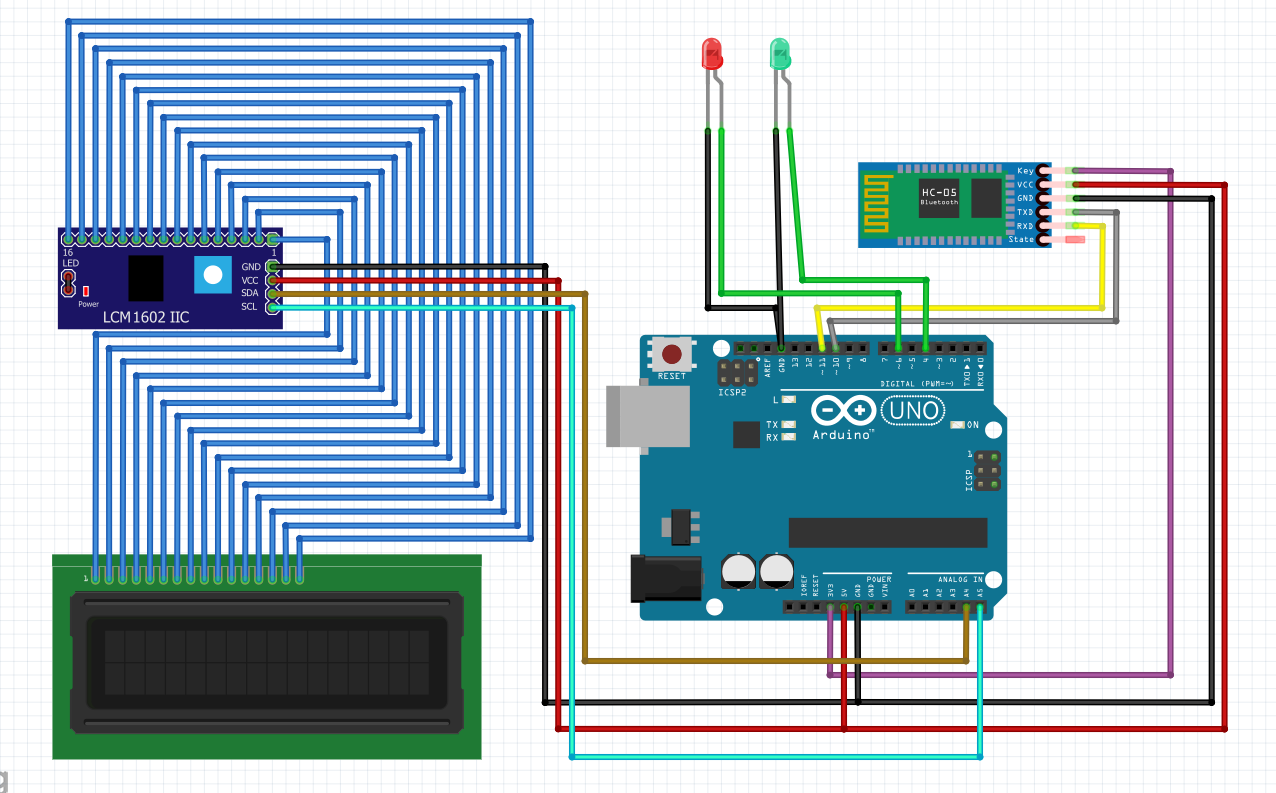 16
1
LED
GND
VCC
SDA
SCL
Power
LCM1602 IIC
1
HC-05
Bluetooth
Key
VCC
GND
TXD
RXD
State
RESET
ICSP2
AREF
GND
13
12
~11
~10
~9
8
7
~6
~5
4
~3
2
TXD▶1
RXD◀0
DIGITAL (PWM=~)
L
TX
RX
UNO
Arduino™
ON
1
ICSP
POWER
ANALOG IN
IOREF
RESET
3V3
5V
GND
GND
VIN
A0
A1
A2
A3
A4
A5
g